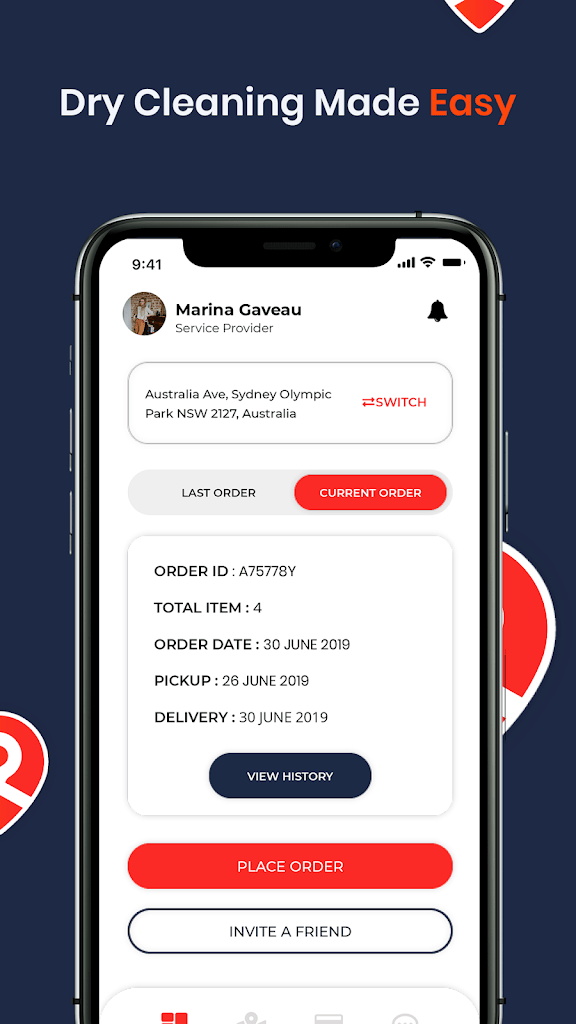 Dry Cleaning Made Easy
9:41
Marina Gaveau
Service Provider
Australia Ave, Sydney Olympic
Park NSW 2127, Australia
SWITCH
LAST ORDER
CURRENT ORDER
ORDER ID : A75778Y
TOTAL ITEM : 4
ORDER DATE : 30 JUNE 2019
PICKUP : 26 JUNE 2019
DELIVERY : 30 JUNE 2019
VIEW HISTORY
PLACE ORDER
INVITE A FRIEND